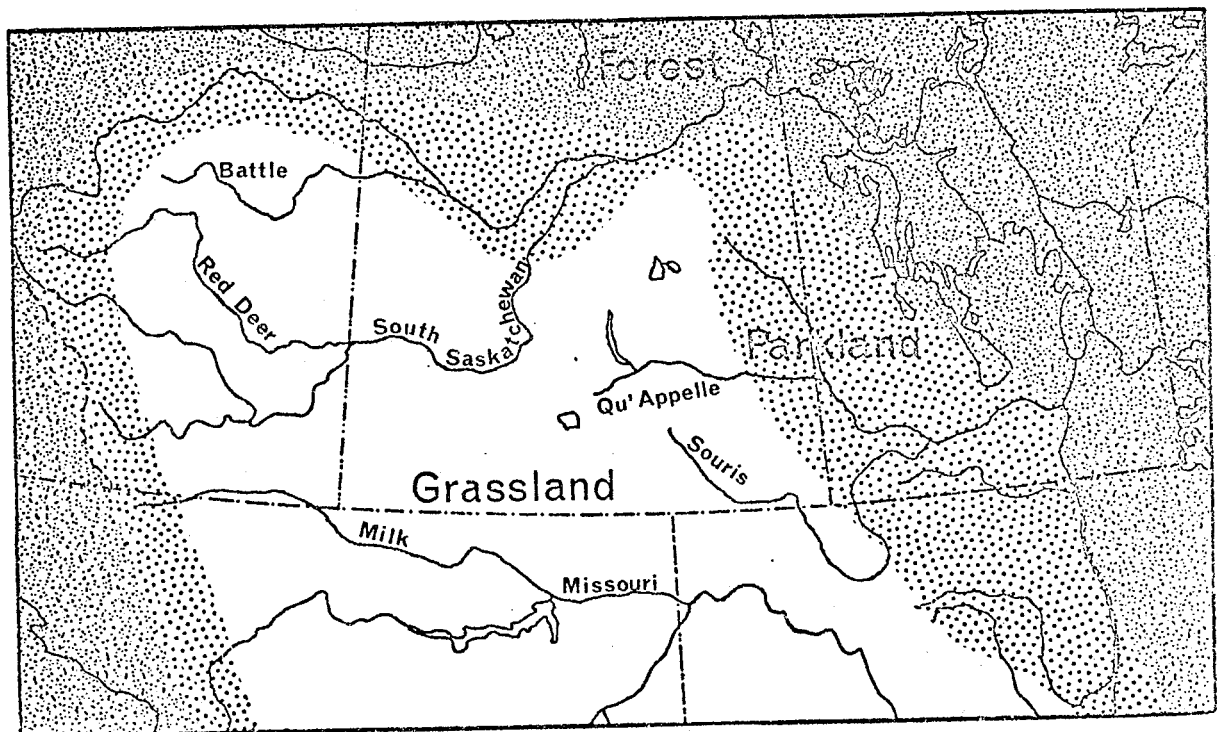 Forest
Battle
Red Deer
South
Saskatchewan
Parkland
Qu'Appelle
Souris
Grassland
Milk
Missouri